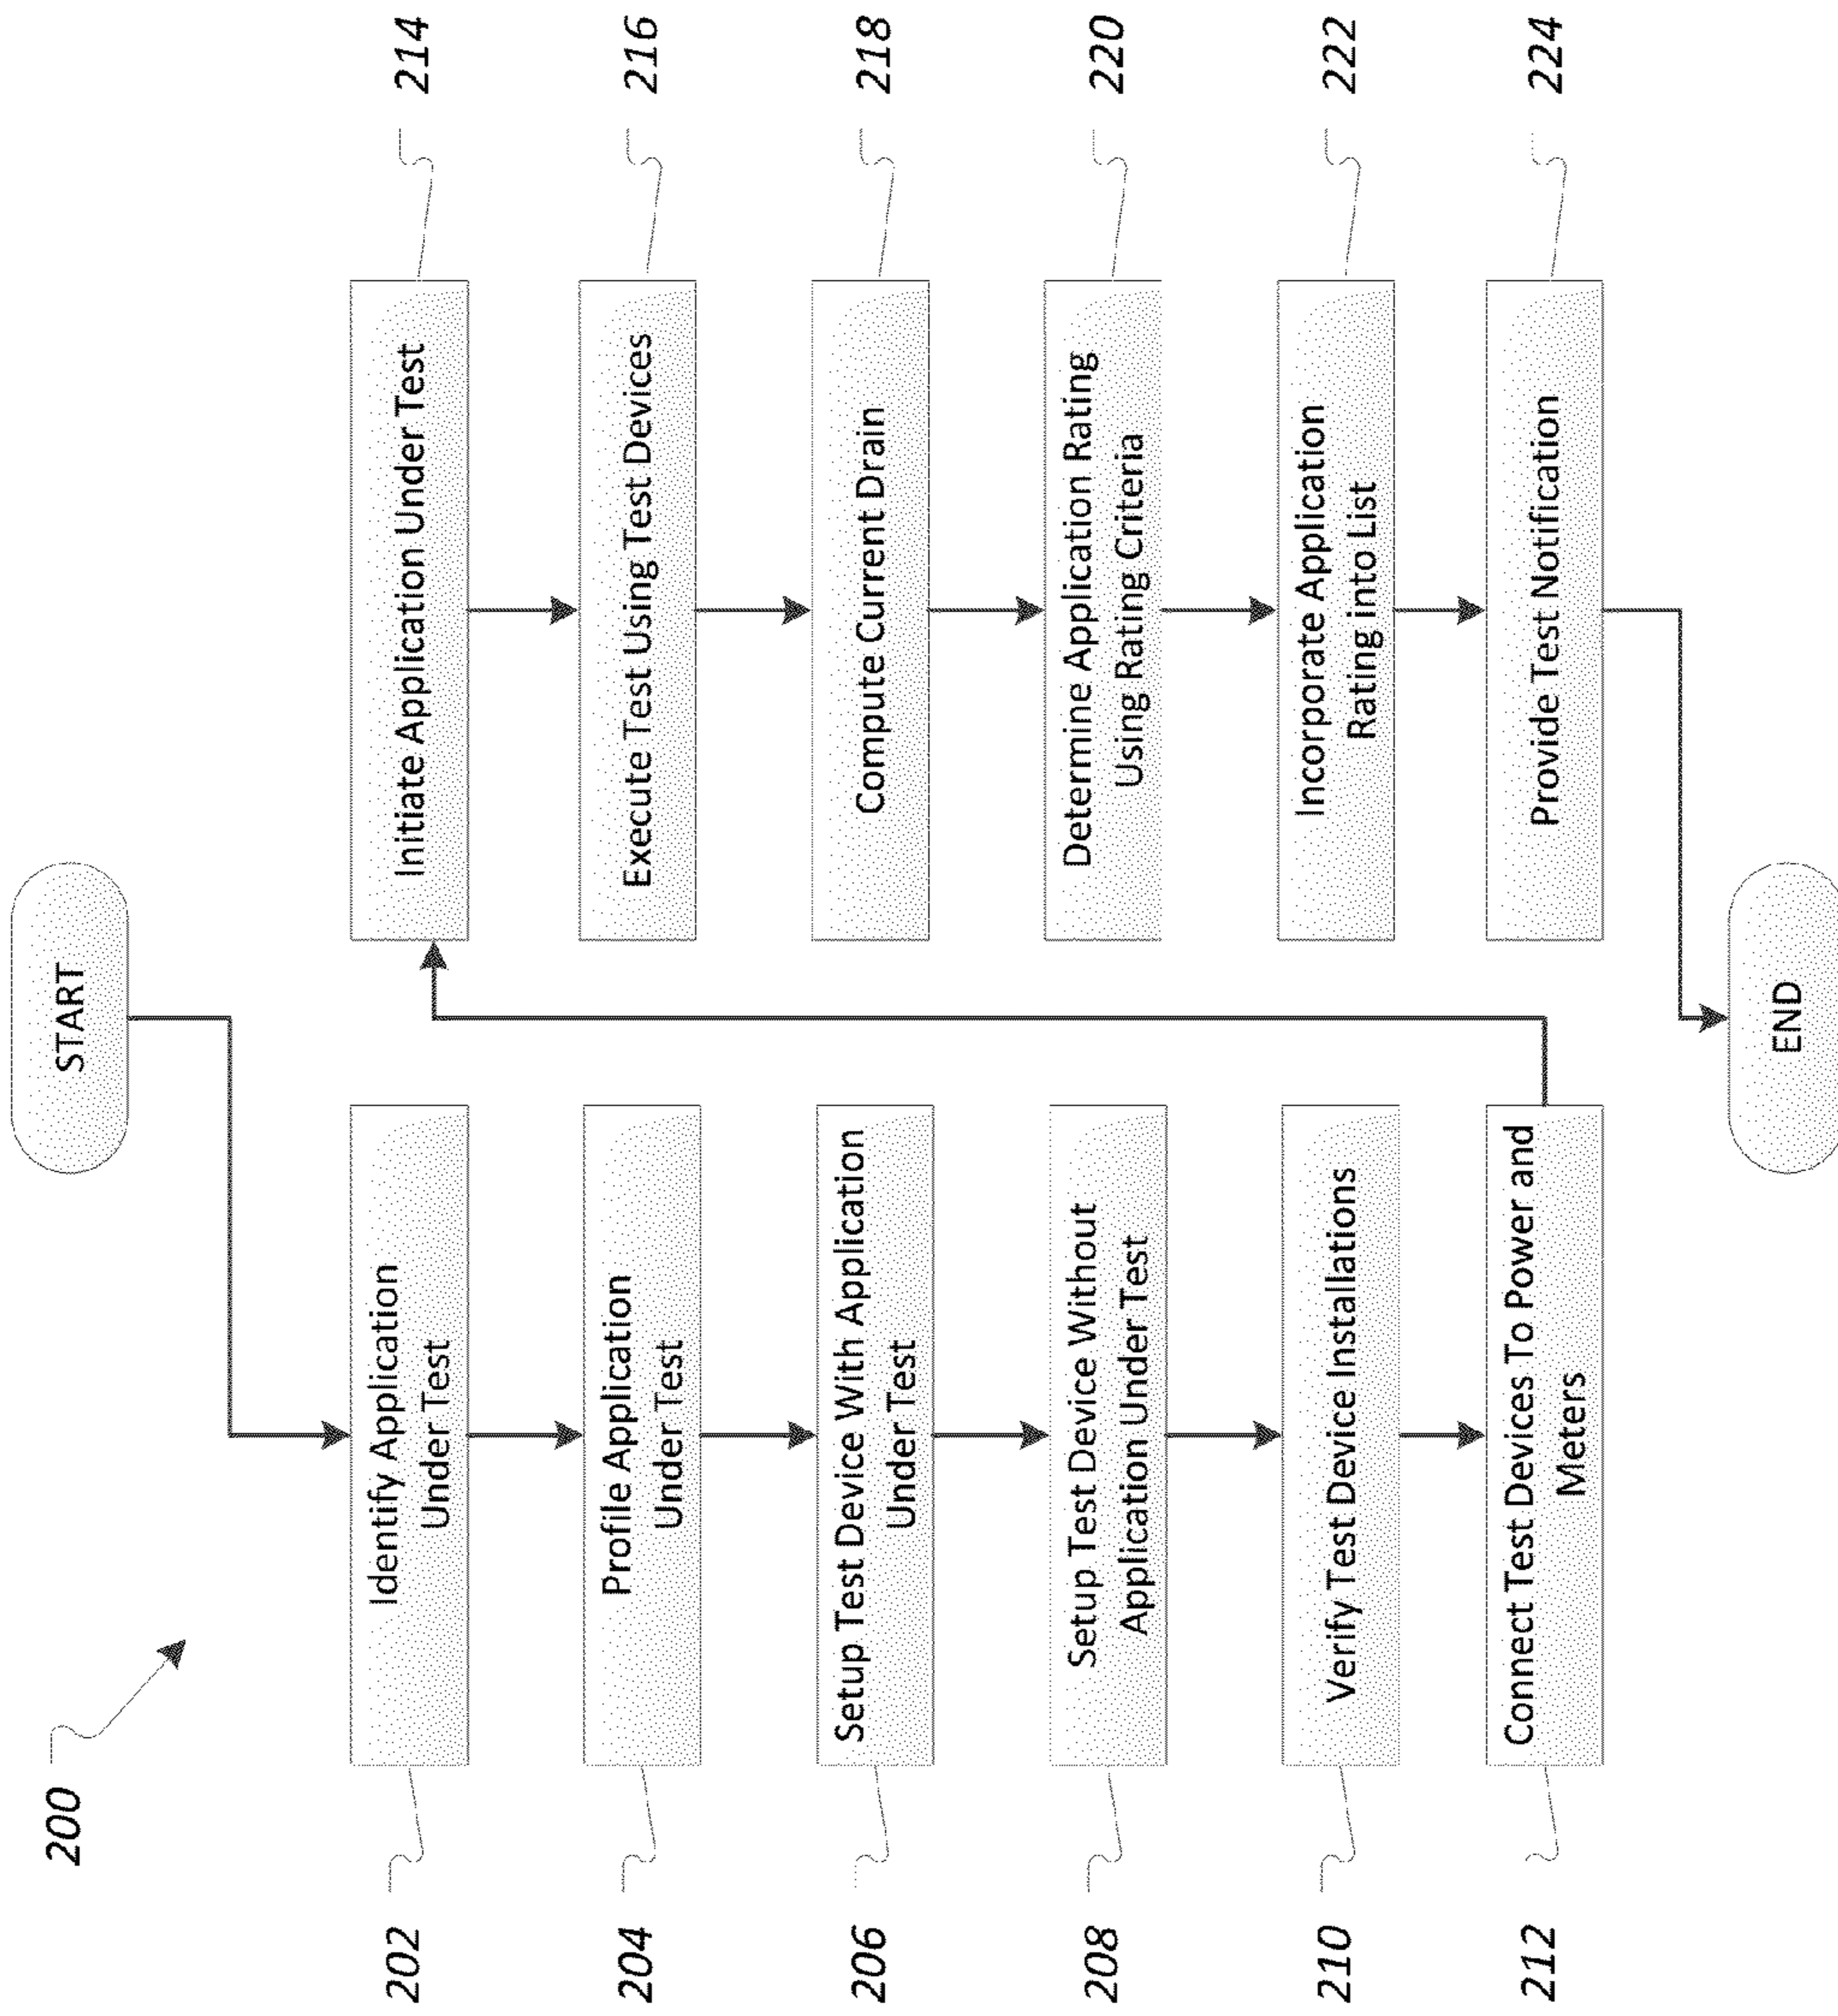 200
START
202
Identify Application
Under Test
204
Profile Application
Under Test
206
Setup Test Device With Application
Under Test
208
Setup Test Device Without
Application Under Test
210
Verify Test Device Installations
212
Connect Test Devices To Power and
Meters
214
Initiate Application Under Test
216
Execute Test Using Test Devices
218
Compute Current Drain
220
Determine Application Rating
Using Rating Criteria
222
Incorporate Application
Rating into List
224
Provide Test Notification
END